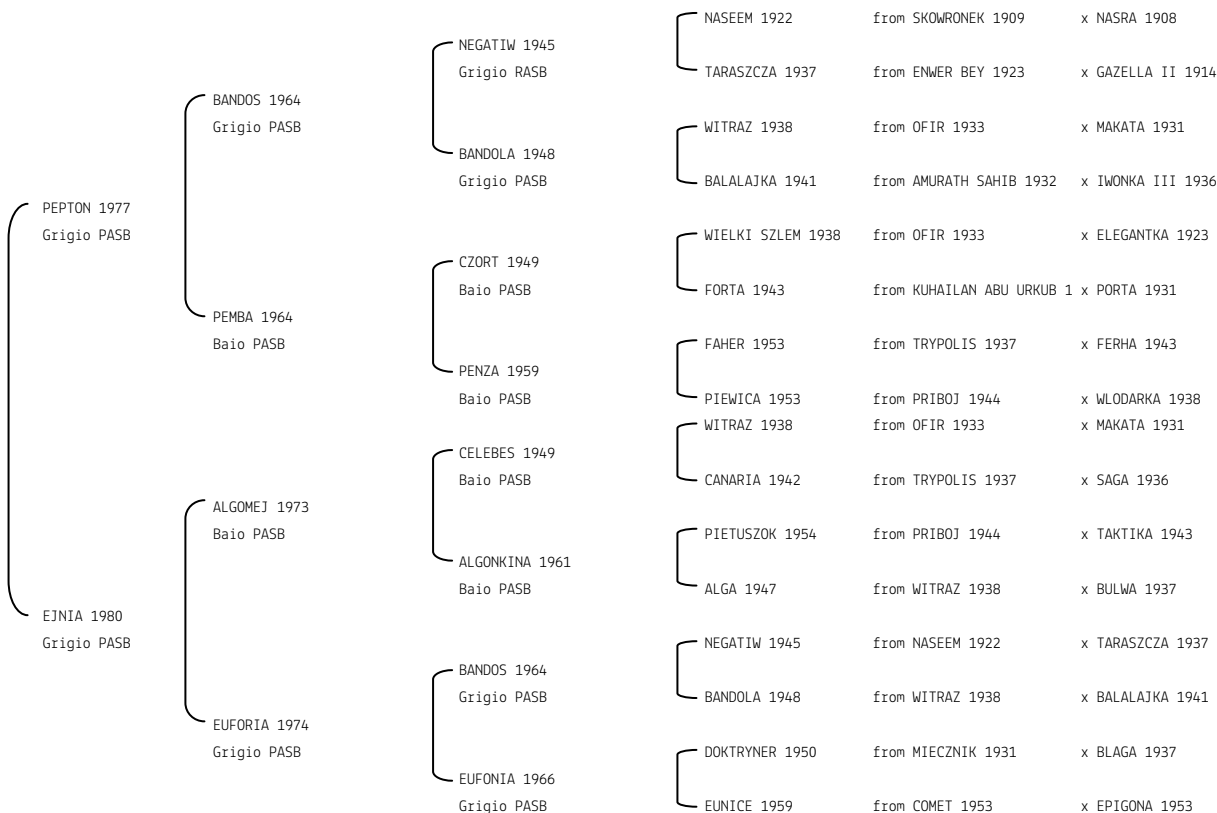 NASEEM 1922 from SKOWRONEK 1909 x NASRA 1908
NEGATIW 1945
Grigio RASB
TARASZCZA 1937 from ENWER BEY 1923 x GAZELLA II 1914
BANDOS 1964
Grigio PASB
WITRAZ 1938 from OFIR 1933 x MAKATA 1931
BANDOLA 1948
Grigio PASB
BALALAJKA 1941 from AMURATH SAHIB 1932 x IWONKA III 1936
PEPTON 1977
Grigio PASB
WIELKI SZLEM 1938 from OFIR 1933 x ELEGANTKA 1923
CZORT 1949
Baio PASB
FORTA 1943 from KUHAILAN ABU URKUB 1 x PORTA 1931
PEMBA 1964
Baio PASB
FAHER 1953 from TRYPOLIS 1937 x FERHA 1943
PENZA 1959
Baio PASB
PIEWICA 1953 from PRIBOJ 1944 x WLODARKA 1938
WITRAZ 1938 from OFIR 1933 x MAKATA 1931
CELEBES 1949
Baio PASB
CANARIA 1942 from TRYPOLIS 1937 x SAGA 1936
ALGOMEJ 1973
Baio PASB
PIETUSZOK 1954 from PRIBOJ 1944 x TAKTIKA 1943
ALGONKINA 1961
Baio PASB
ALGA 1947 from WITRAZ 1938 x BULWA 1937
EJNIA 1980
Grigio PASB
NEGATIW 1945 from NASEEM 1922 x TARASZCZA 1937
BANDOS 1964
Grigio PASB
BANDOLA 1948 from WITRAZ 1938 x BALALAJKA 1941
EUFORIA 1974
Grigio PASB
DOKTRYNER 1950 from MIECZNIK 1931 x BLAGA 1937
EUFONIA 1966
Grigio PASB
EUNICE 1959 from COMET 1953 x EPIGONA 1953